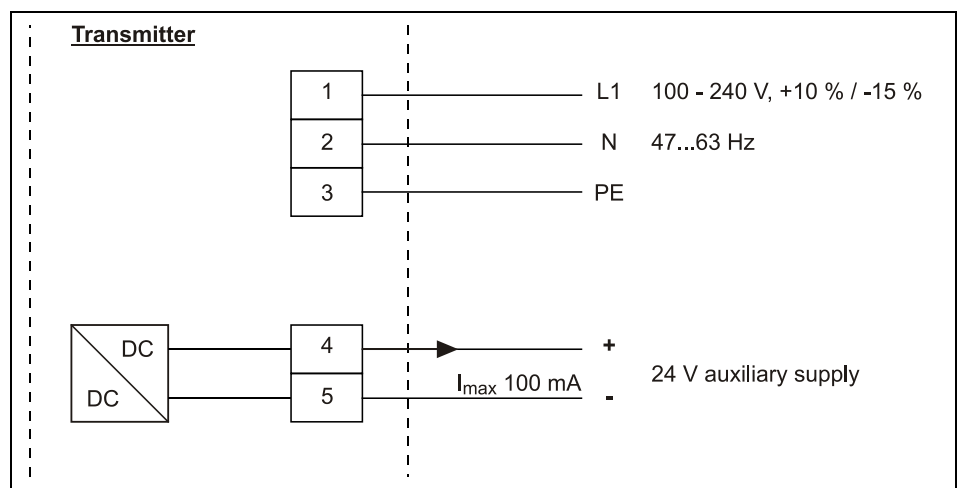 Transmitter
1 L1 100 - 240 V, +10 % / -15 %
2 N 47...63 Hz
3 PE
DC 4 +
24 V auxiliary supply
DC 5 Imax 100 mA -